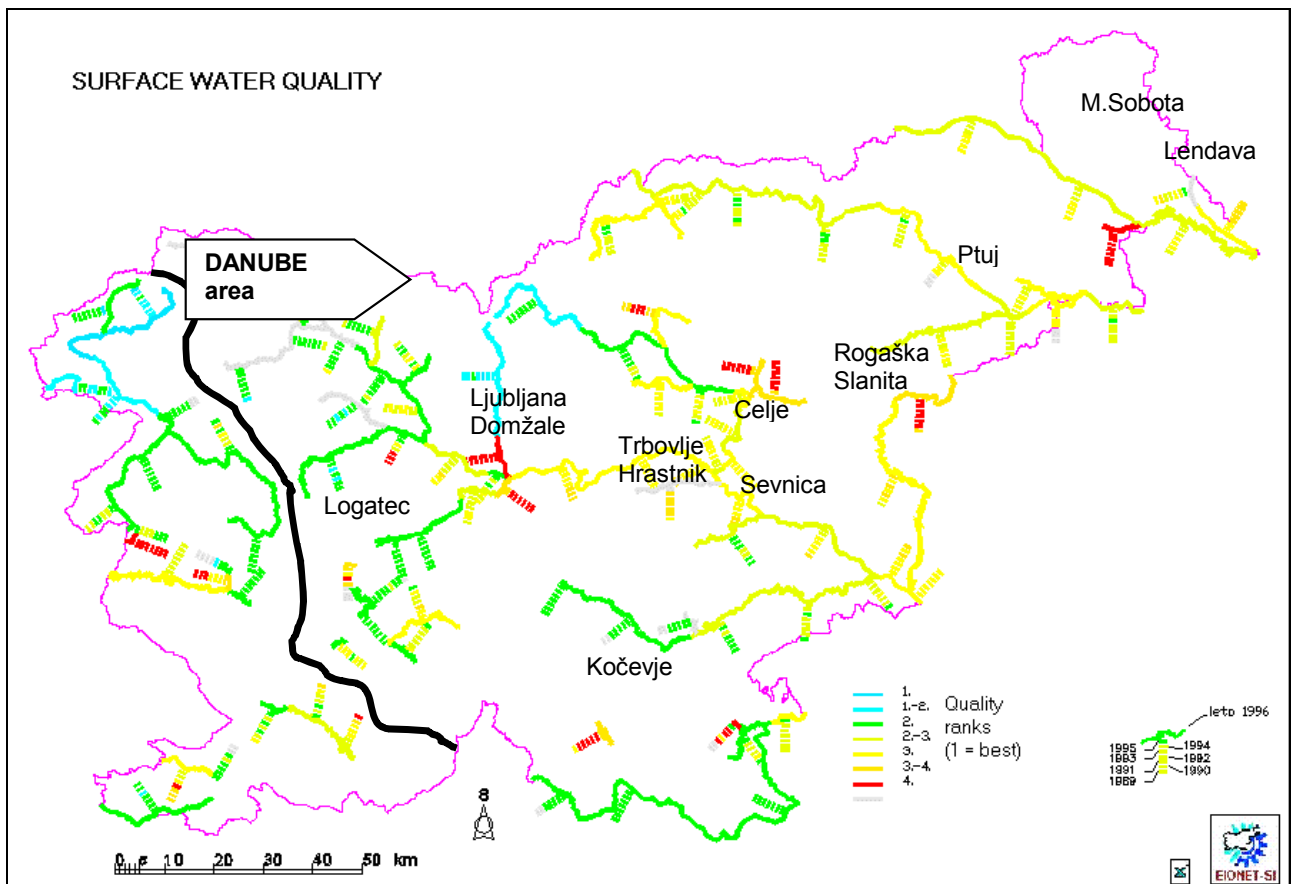 SURFACE WATER QUALITY
M.Sobota
Lendava
DANUBE
area
Ptuj
Rogaška
Slanita
Ljubljana
Domžale
Celje
Trbovlje
Hrastnik
Sevnica
Logatec
Kočevje
1.
1.-2.
2.
2.-3.
3.
3.-4.
4.
Quality
ranks
(1 = best)
leto 1996
1995 1994
1993 1992
1991 1990
1989
S
0 10 20 30 40 50 km
EIONET-SI